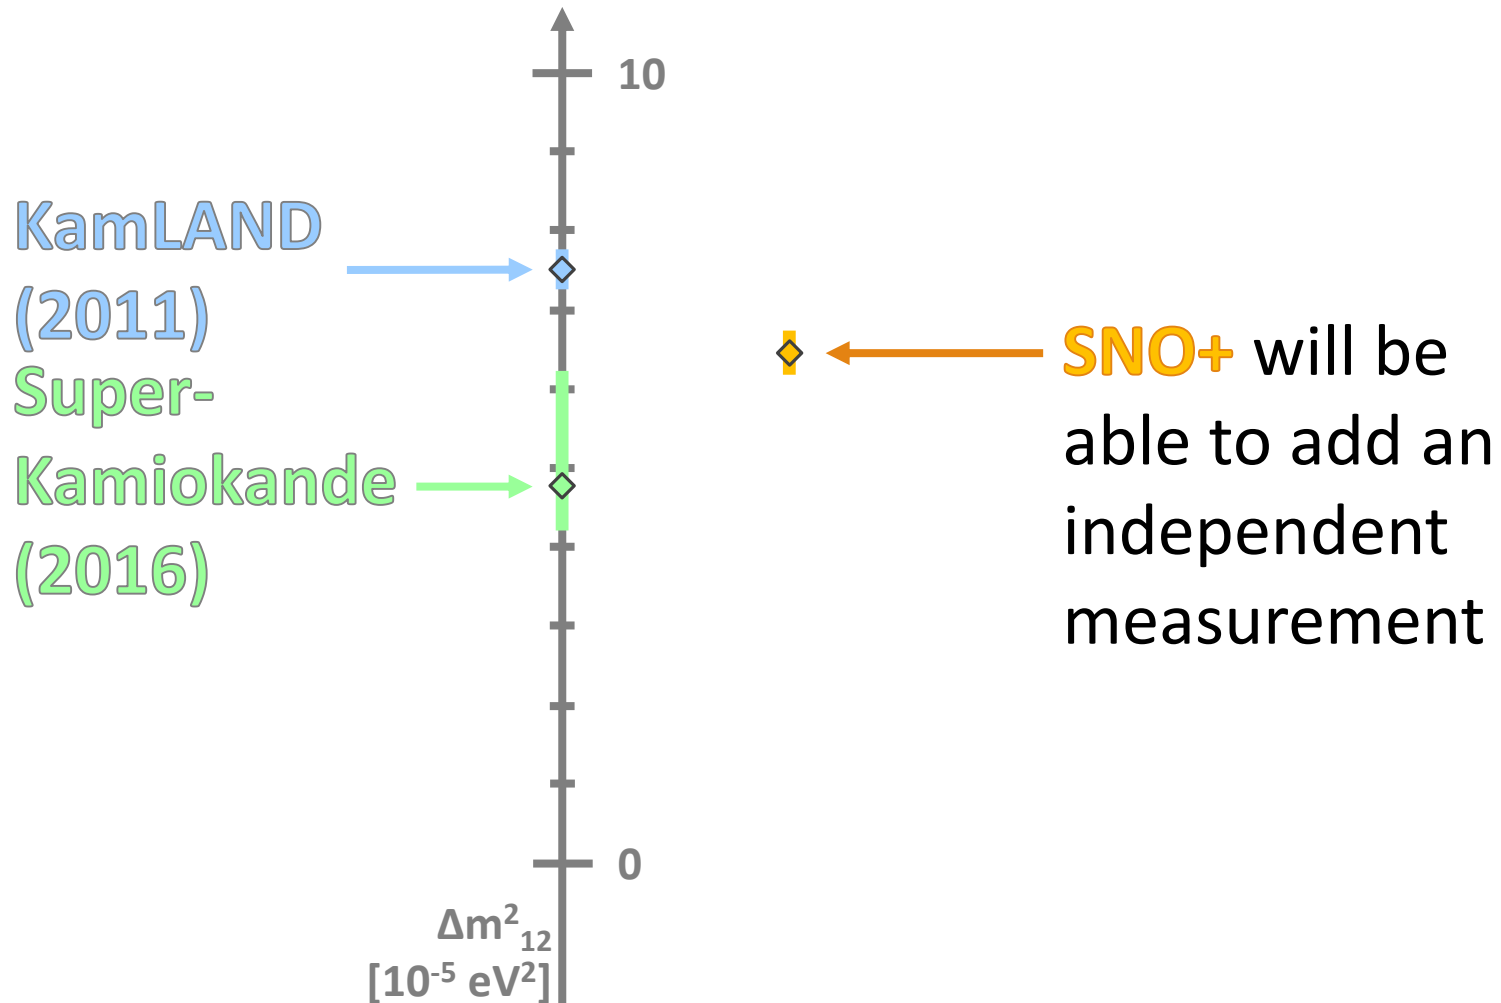 10
KamLAND
(2011)
Super-
Kamiokande
(2016)
SNO+ will be
able to add an
independent
measurement
0
Δm²₁₂
[10⁻⁵ eV²]